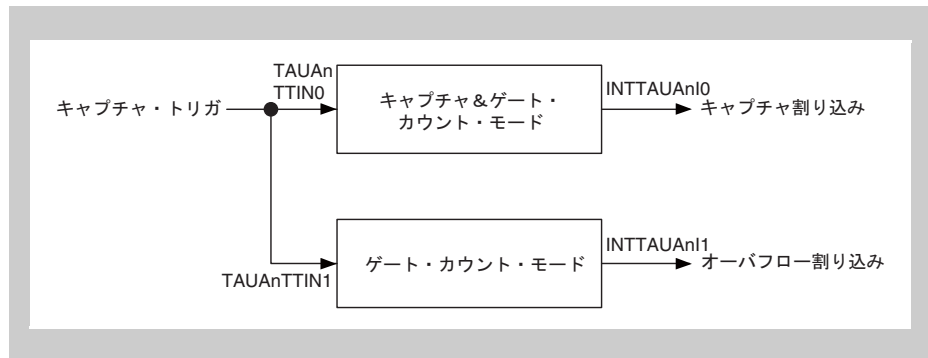 TAUAn
TTIN0
キャプチャ・トリガ
キャプチャ＆ゲート・
カウント・モード
INTTAUAnI0
キャプチャ割り込み
TAUAnTTIN1
ゲート・カウント・モード
INTTAUAnI1
オーバフロー割り込み